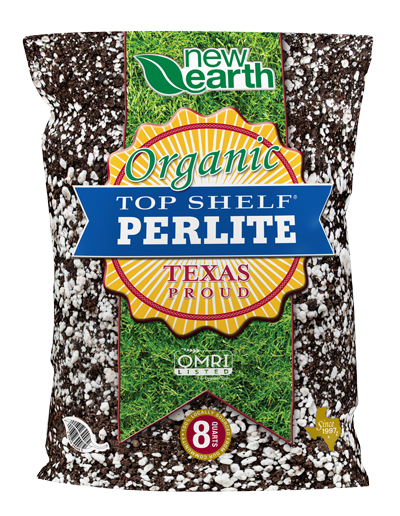 new
earth
Organic
TOP SHELF®
PERLITE
TEXAS
PROUD
OMRI
LISTED
8
QUARTS
Since
1997